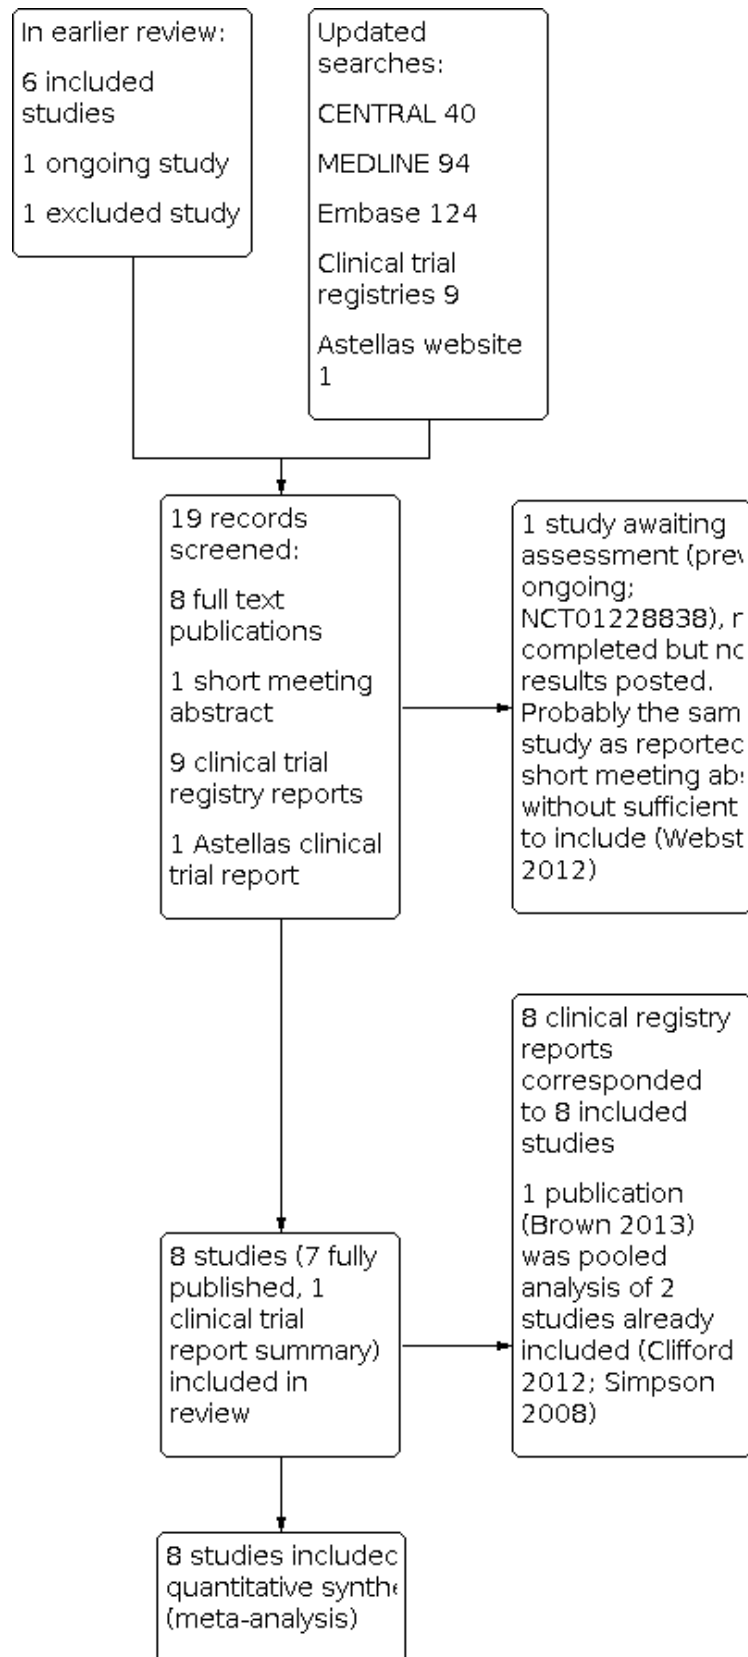 In earlier review:
6 included
studies
1 ongoing study
1 excluded study
Updated
searches:
CENTRAL 40
MEDLINE 94
Embase 124
Clinical trial
registries 9
Astellas website
1
19 records
screened:
8 full text
publications
1 short meeting
abstract
9 clinical trial
registry reports
1 Astellas clinical
trial report
1 study awaiting
assessment
ongoing;
NCT01228838),
completed but
results posted.
Probably the
study as
short meeting
without sufficient
to include
2012)
8 clinical registry
reports
corresponded
to 8 included
studies
1 publication
(Brown 2013)
was pooled
analysis of 2
studies already
included (Clifford
2012; Simpson
2008)
8 studies (7 fully
published, 1
clinical trial
report summary)
included in
review
8 studies included
quantitative
(meta-analysis)